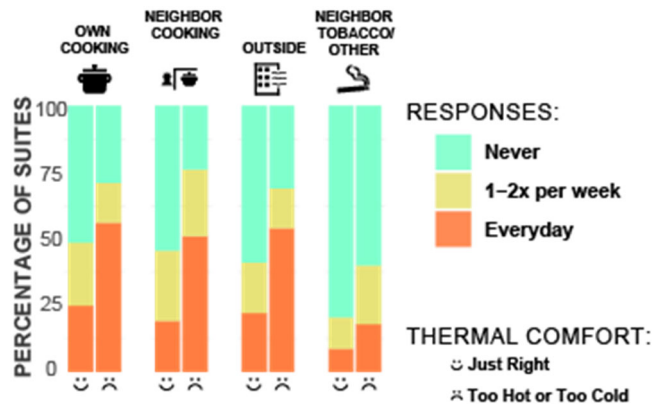 OWN
COOKING
NEIGHBOR
COOKING
OUTSIDE
NEIGHBOR
TOBACCO/
OTHER
PERCENTAGE OF SUITES
100
75
50
25
0
RESPONSES:
Never
1–2x per week
Everyday
THERMAL COMFORT:
Just Right
Too Hot or Too Cold